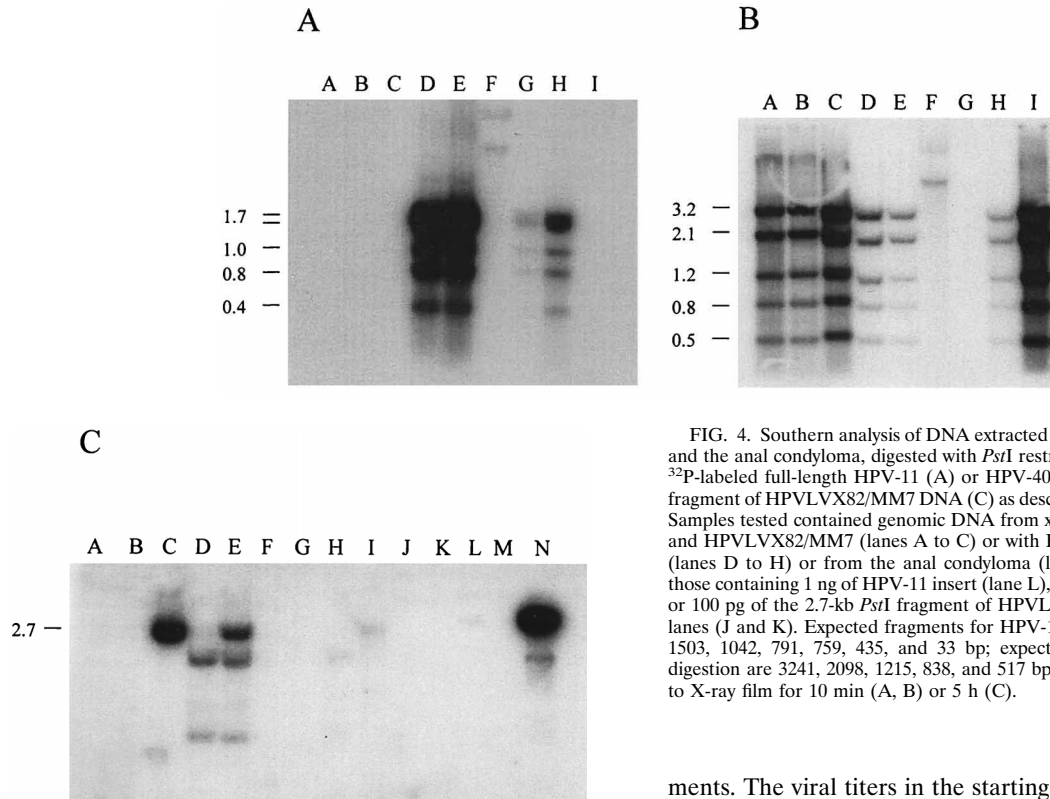 A
A B C D E F G H I
1.7
1.0
0.8
0.4
B
A B C D E F G H I
3.2
2.1
1.2
0.8
0.5
C
A B C D E F G H I J K L M N
2.7
FIG. 4. Southern analysis of DNA extracted
and the anal condyloma, digested with PstI restr
32P-labeled full-length HPV-11 (A) or HPV-40
fragment of HPVLVX82/MM7 DNA (C) as desc
Samples tested contained genomic DNA from x
and HPVLVX82/MM7 (lanes A to C) or with
(lanes D to H) or from the anal condyloma (l
those containing 1 ng of HPV-11 insert (lane L),
or 100 pg of the 2.7-kb PstI fragment of HPVL
lanes (J and K). Expected fragments for HPV-1
1503, 1042, 791, 759, 435, and 33 bp; expect
digestion are 3241, 2098, 1215, 838, and 517 bp
to X-ray film for 10 min (A, B) or 5 h (C).
ments. The viral titers in the starting